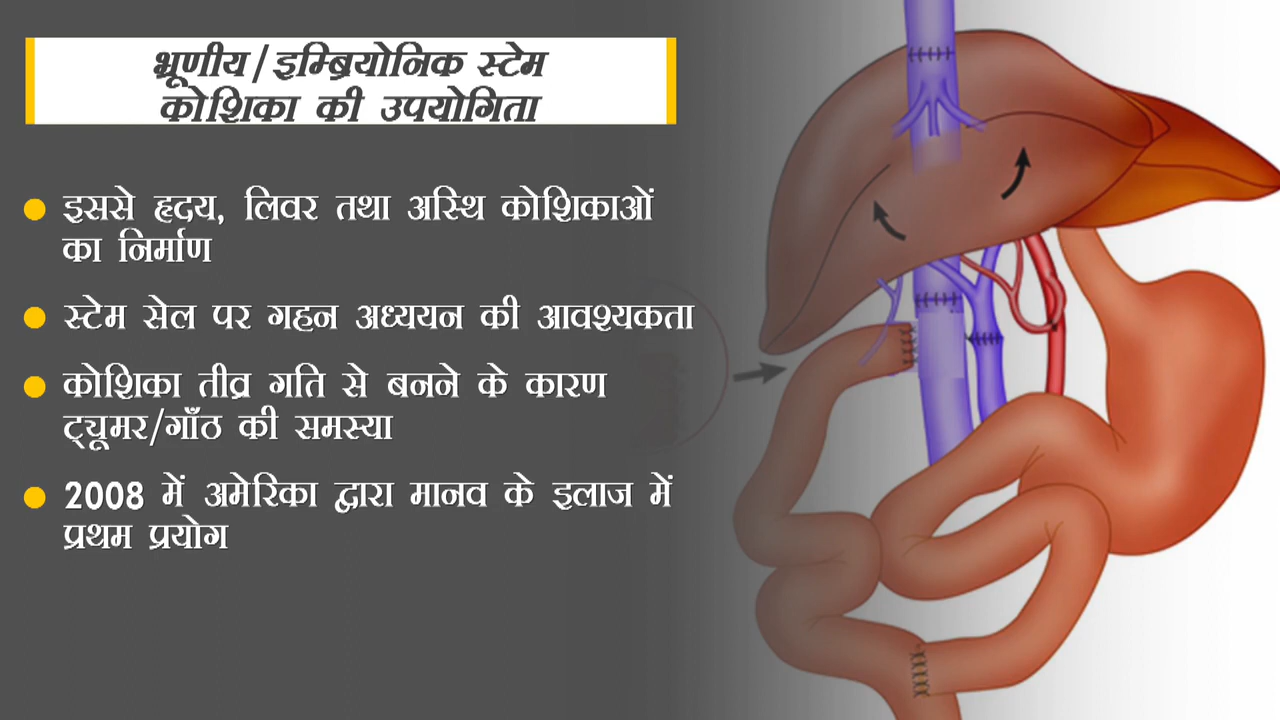 भ्रूणीय/इम्ब्रियोनिक स्टेम
कोशिका की उपयोगिता
इससे हृदय, लिवर तथा अस्थि कोशिकाओं
का निर्माण
स्टेम सेल पर गहन अध्ययन की आवश्यकता
कोशिका तीव्र गति से बनने के कारण
ट्यूमर/गाँठ की समस्या
2008 में अमेरिका द्वारा मानव के इलाज में
प्रथम प्रयोग